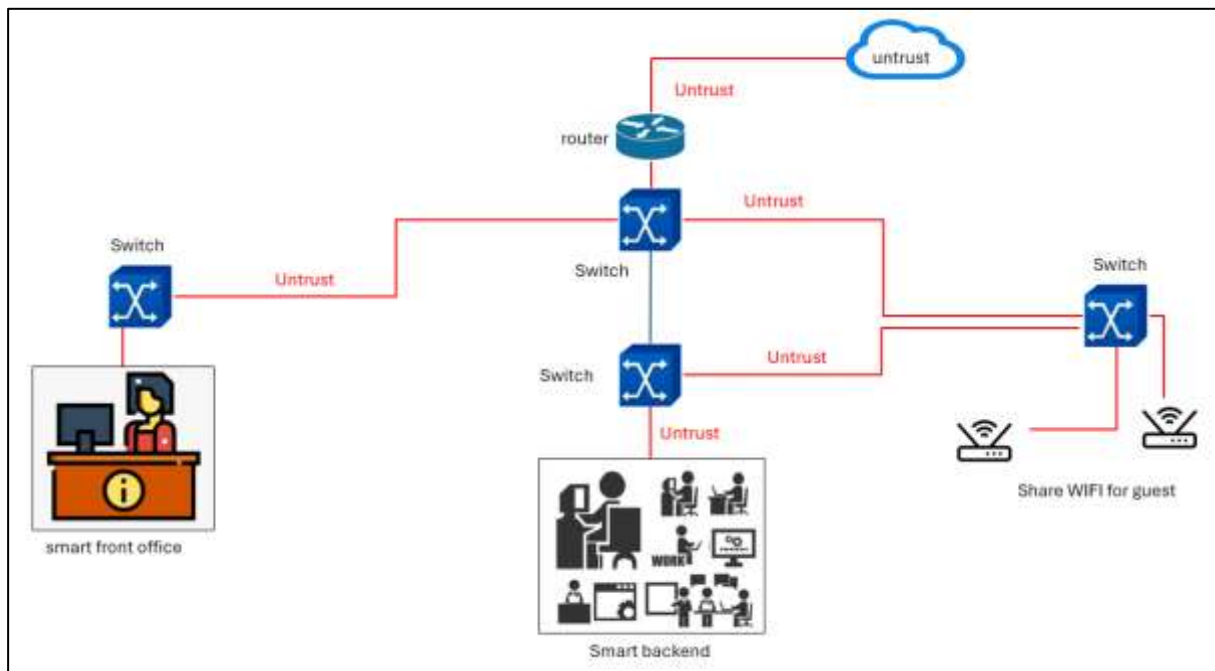 untrust
Untrust
router
Untrust
Switch
Untrust
Switch
Switch
Untrust
Switch
Untrust
WORK
i
Share WIFI for guest
smart front office
Smart backend